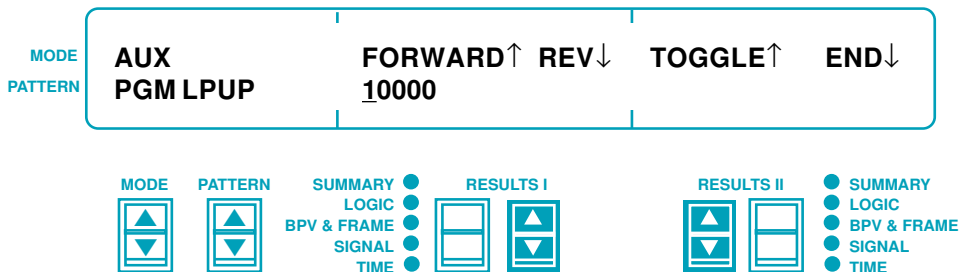 MODE AUX FORWARD↑ REV↓ TOGGLE↑ END↓
PATTERN PGM LPUP 10000
MODE PATTERN SUMMARY RESULTS I RESULTS II SUMMARY
LOGIC LOGIC
BPV & FRAME BPV & FRAME
SIGNAL SIGNAL
TIME TIME